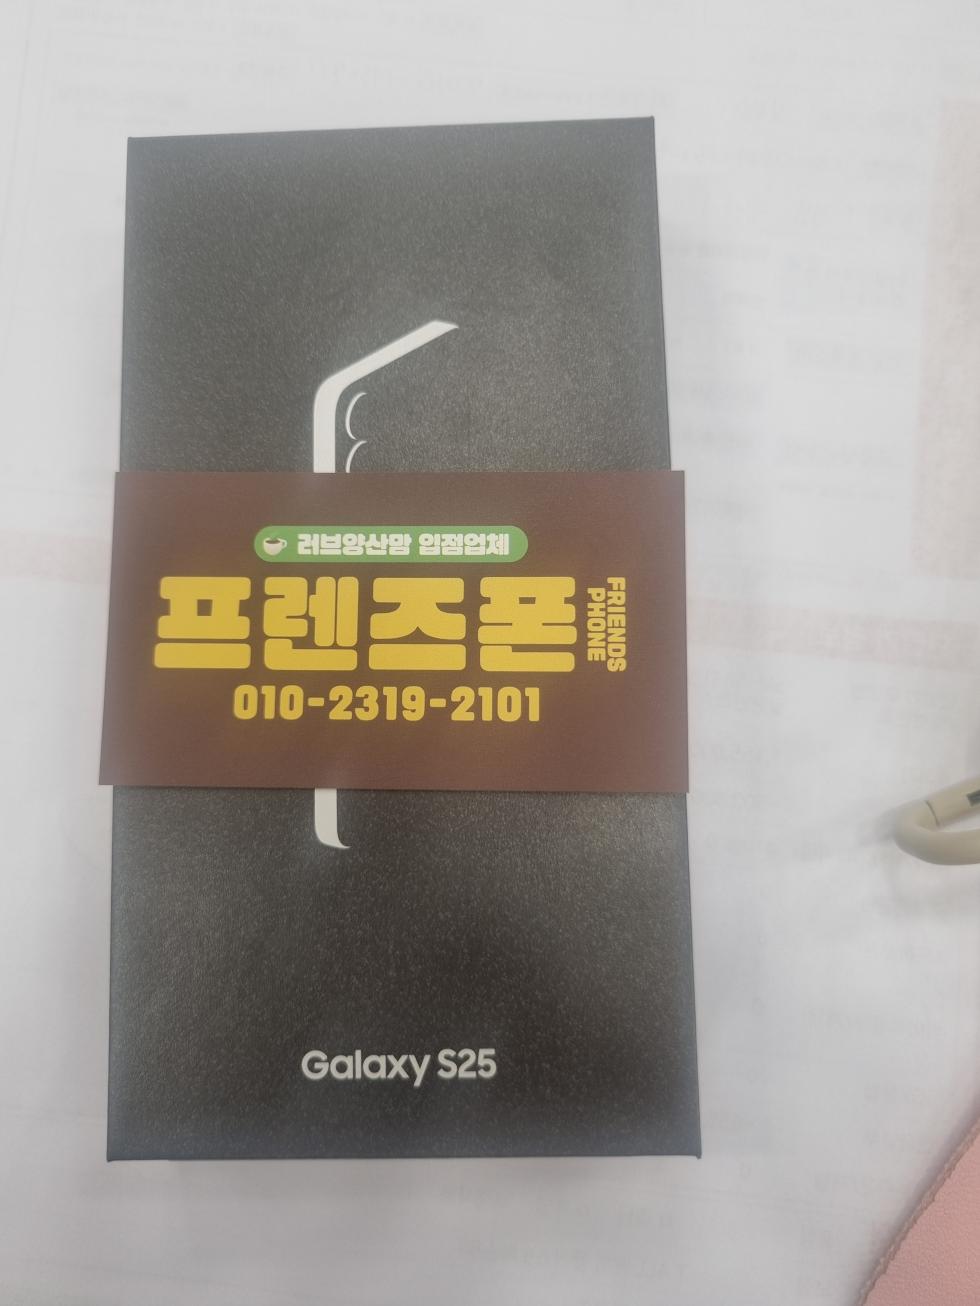 러브양산맘 입점업체
프렌즈폰
FRIENDS
PHONE
010-2319-2101
Galaxy S25